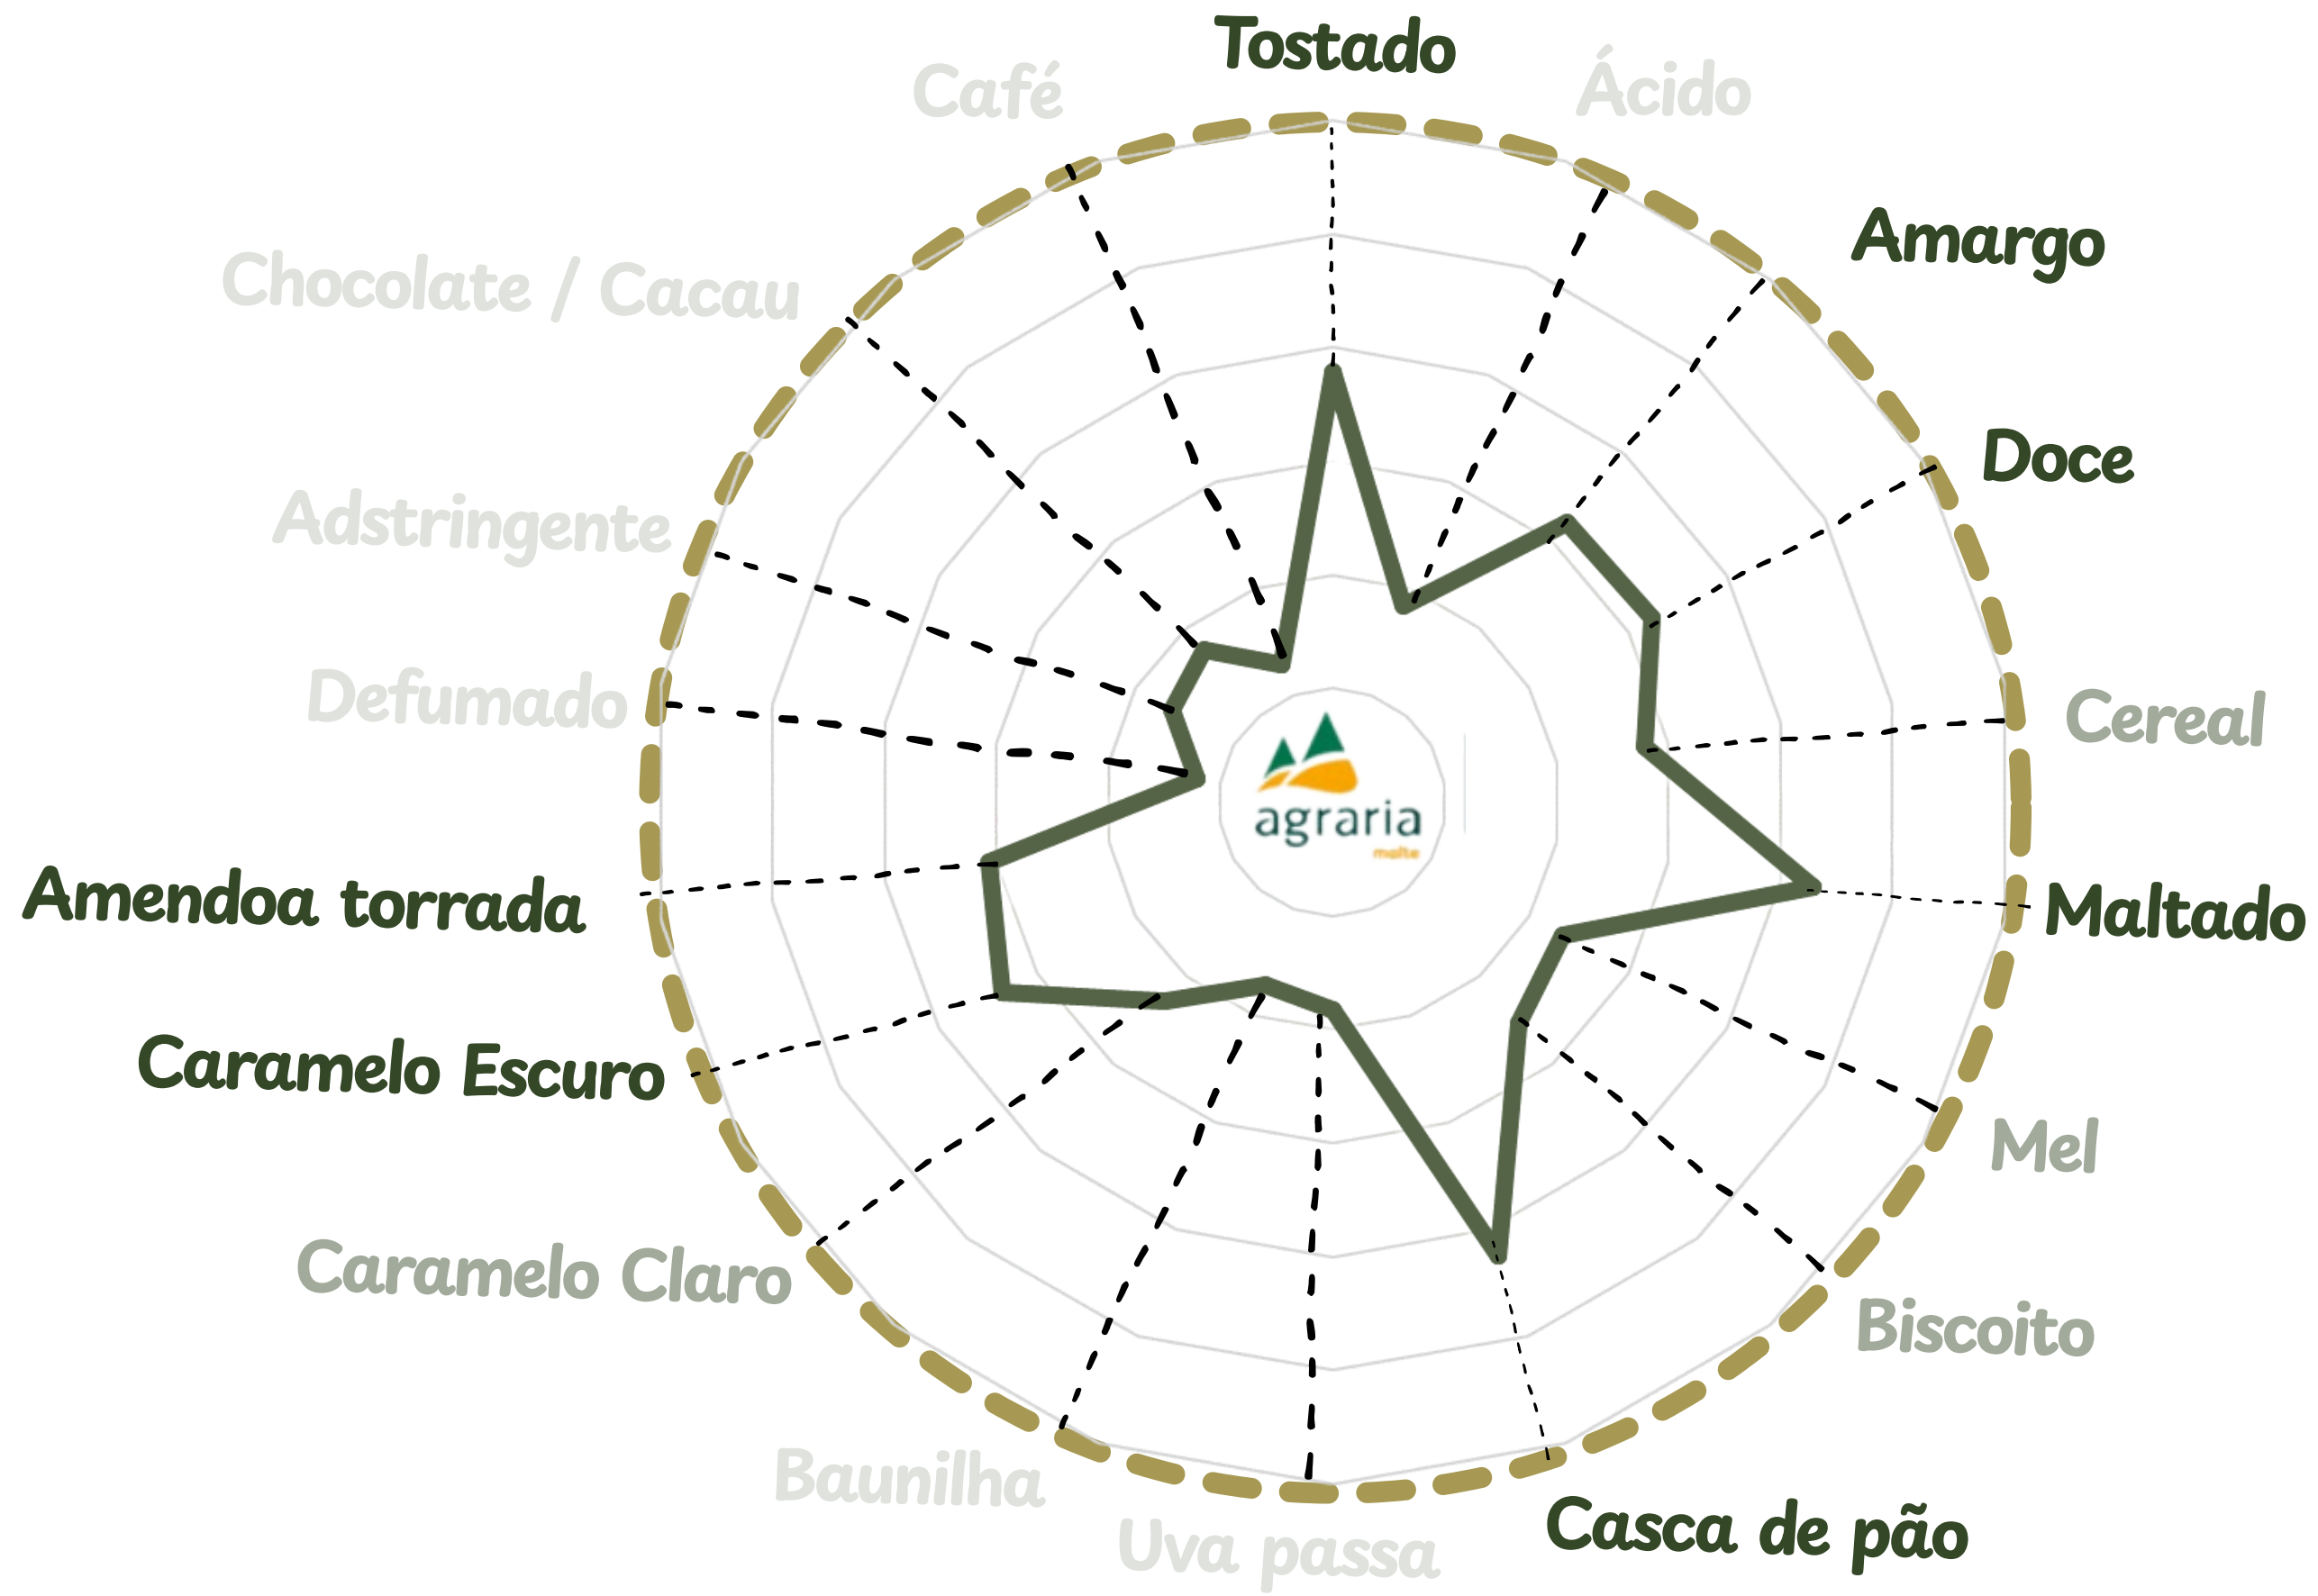 Tostado
Ácido
Amargo
Doce
Cereal
Maltado
Mel
Biscoito
Casca de pão
Uva passa
Baunilha
Caramelo Claro
Caramelo Escuro
Amendoa torrada
Defumado
Adstringente
Chocolate / Cacau
Café
agraria
malte